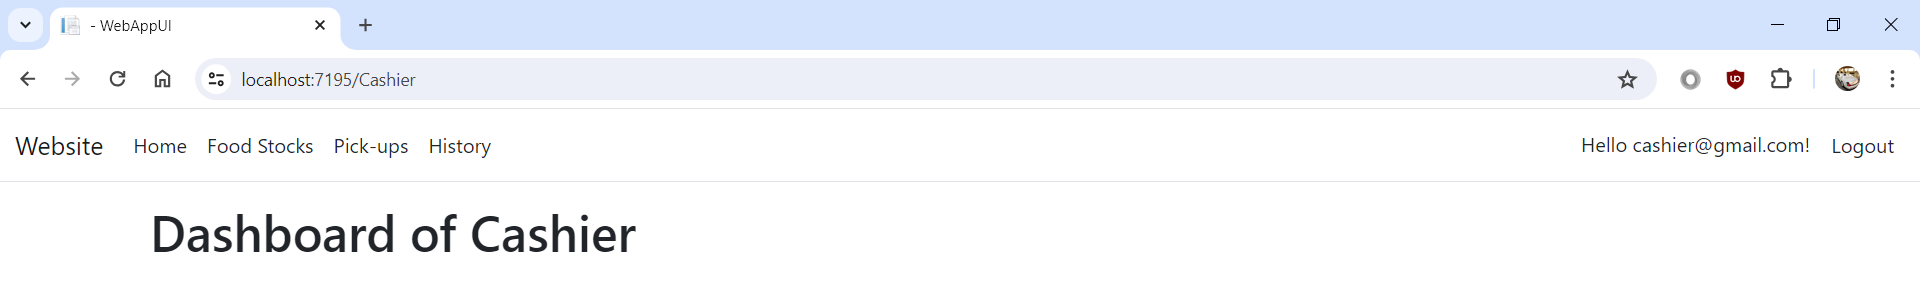 - WebAppUI
localhost:7195/Cashier
Website Home Food Stocks Pick-ups History Hello cashier@gmail.com! Logout
Dashboard of Cashier